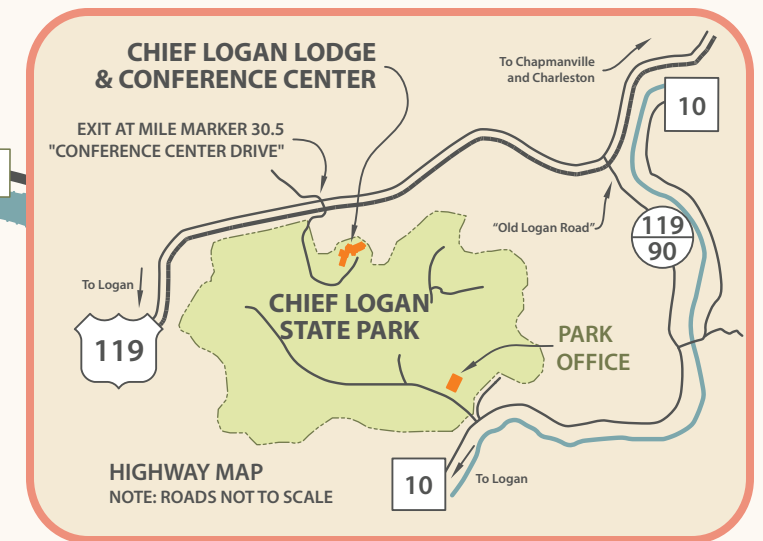 CHIEF LOGAN LODGE
& CONFERENCE CENTER
To Chapmanville
and Charleston
10
EXIT AT MILE MARKER 30.5
"CONFERENCE CENTER DRIVE"
"Old Logan Road"
119
90
To Logan
119
CHIEF LOGAN
STATE PARK
PARK
OFFICE
HIGHWAY MAP
NOTE: ROADS NOT TO SCALE
10
To Logan